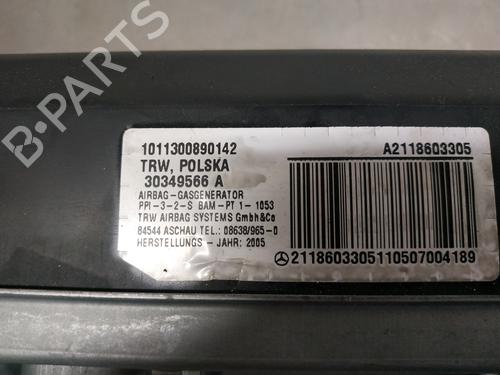 B-PARTS
1011300890142
A2118603305
TRW, POLSKA
30349566 A
AIRBAG-GASGENERATOR
PPI-3-2-S BAM-PT 1-1053
TRW AIRBAG SYSTEMS GmbH&Co
84544 ASCHAU TEL.: 08638/965-0
HERSTELLUNGS - JAHR: 2005
2118603305110507004189